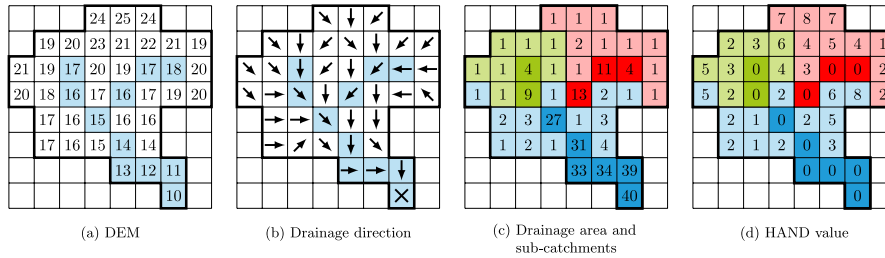 24 25 24
19 20 23 21 22 21 19
21 19 17 20 19 17 18 20
20 18 16 17 16 17 19 20
17 16 15 16 16
17 16 15 14 14
13 12 11
10
(a) DEM
(b) Drainage direction
1 1 1
1 1 1 2 1 1 1
1 1 4 1 1 11 4 1
1 1 9 1 13 2 1 1
2 3 27 1 3
1 2 1 31 4
33 34 39
40
(c) Drainage area and
sub-catchments
7 8 7
2 3 6 4 5 4 1
5 3 0 4 3 0 0 2
5 2 0 2 0 6 8 2
2 1 0 2 5
2 1 2 0 3
0 0 0
0
(d) HAND value